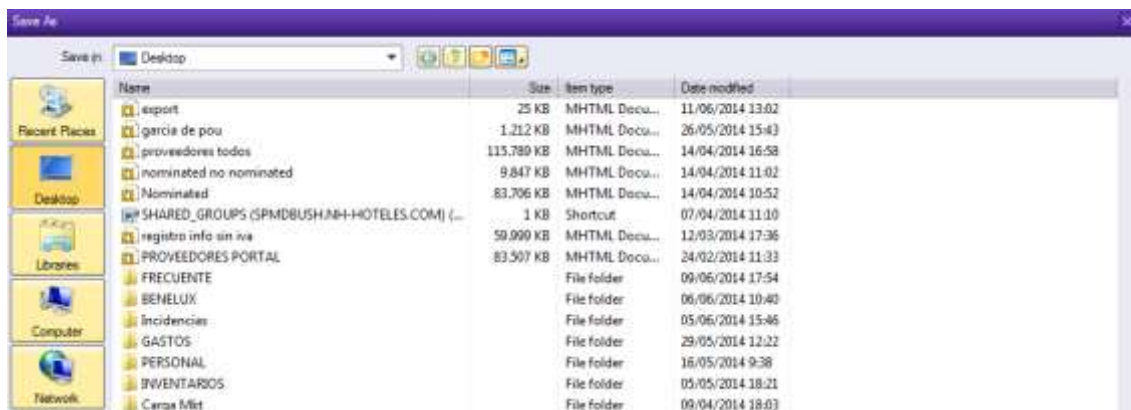 Save As
Save in: Desktop
Name Size Item type Date modified
export 25 KB MHTML Docu... 11/06/2014 13:02
garcia de pou 1.212 KB MHTML Docu... 26/05/2014 15:43
proveedores todos 115.789 KB MHTML Docu... 14/04/2014 16:58
nominated no nominated 9.847 KB MHTML Docu... 14/04/2014 11:02
Nominated 83.706 KB MHTML Docu... 14/04/2014 10:52
SHARED_GROUPS (SPMDBUSH.NH-HOTELES.COM) (... 1 KB Shortcut 07/04/2014 11:10
registro info sin iva 59.999 KB MHTML Docu... 12/03/2014 17:36
PROVEEDORES PORTAL 83.507 KB MHTML Docu... 24/02/2014 11:33
FRECUENTE File folder 09/06/2014 17:54
BENELUX File folder 06/06/2014 10:40
Incidencias File folder 05/06/2014 15:46
GASTOS File folder 29/05/2014 12:22
PERSONAL File folder 16/05/2014 9:38
INVENTARIOS File folder 05/05/2014 18:21
Carga Mkt File folder 09/04/2014 18:03
Recent Places
Desktop
Libraries
Computer
Network